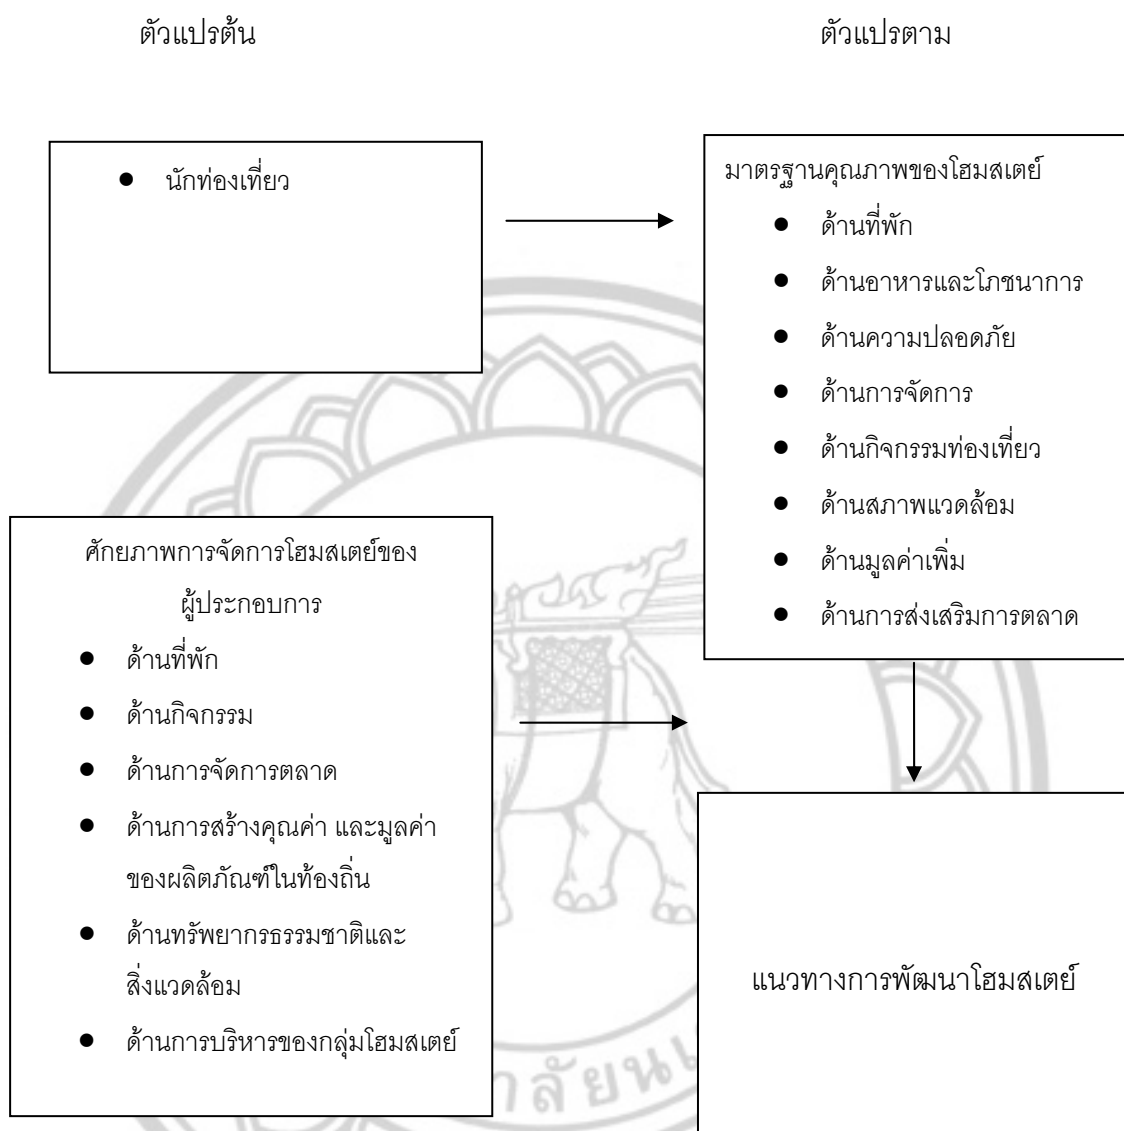 ตัวแปรต้น
ตัวแปรตาม
● นักท่องเที่ยว
มาตรฐานคุณภาพของโฮมสเตย์
● ด้านที่พัก
● ด้านอาหารและโภชนาการ
● ด้านความปลอดภัย
● ด้านการจัดการ
● ด้านกิจกรรมท่องเที่ยว
● ด้านสภาพแวดล้อม
● ด้านมูลค่าเพิ่ม
● ด้านการส่งเสริมการตลาด
ศักยภาพการจัดการโฮมสเตย์ของ
ผู้ประกอบการ
● ด้านที่พัก
● ด้านกิจกรรม
● ด้านการจัดการตลาด
● ด้านการสร้างคุณค่า และมูลค่า
ของผลิตภัณฑ์ในท้องถิ่น
● ด้านทรัพยากรธรรมชาติและ
สิ่งแวดล้อม
● ด้านการบริหารของกลุ่มโฮมสเตย์
แนวทางการพัฒนาโฮมสเตย์